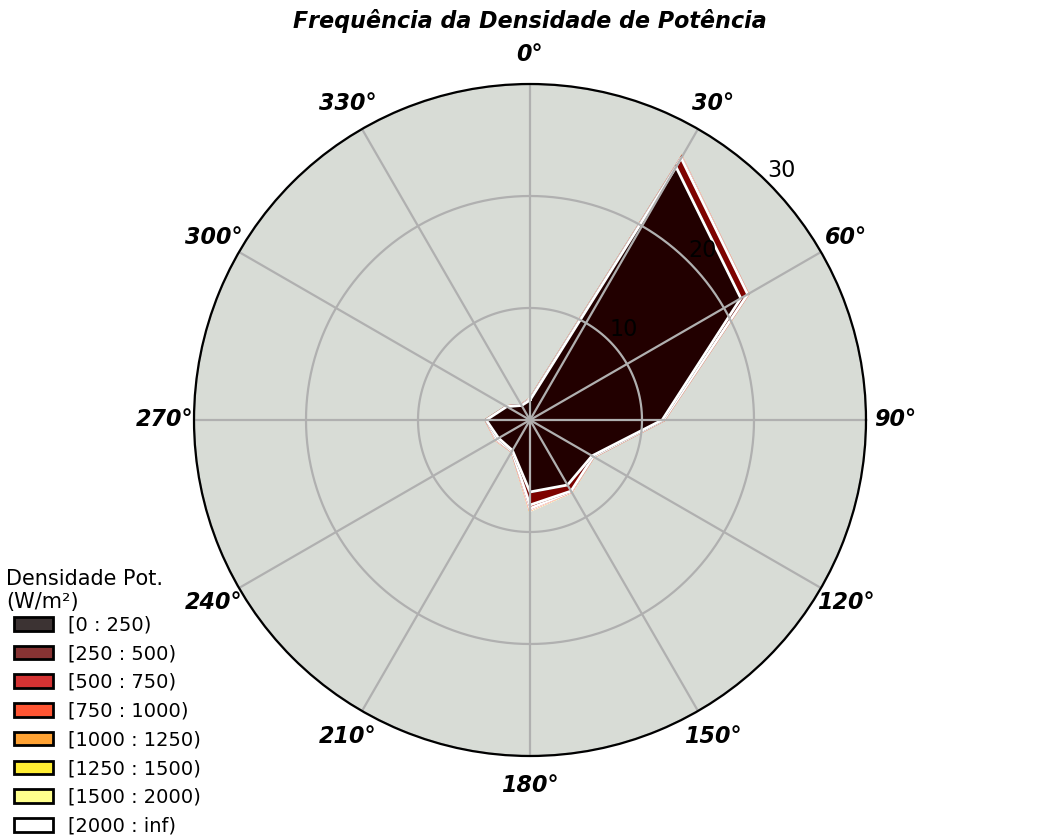 Frequência da Densidade de Potência
0°
330°
30°
30
300°
60°
20
10
270°
90°
240°
120°
210°
150°
180°
Densidade Pot.
(W/m²)
[0 : 250)
[250 : 500)
[500 : 750)
[750 : 1000)
[1000 : 1250)
[1250 : 1500)
[1500 : 2000)
[2000 : inf)